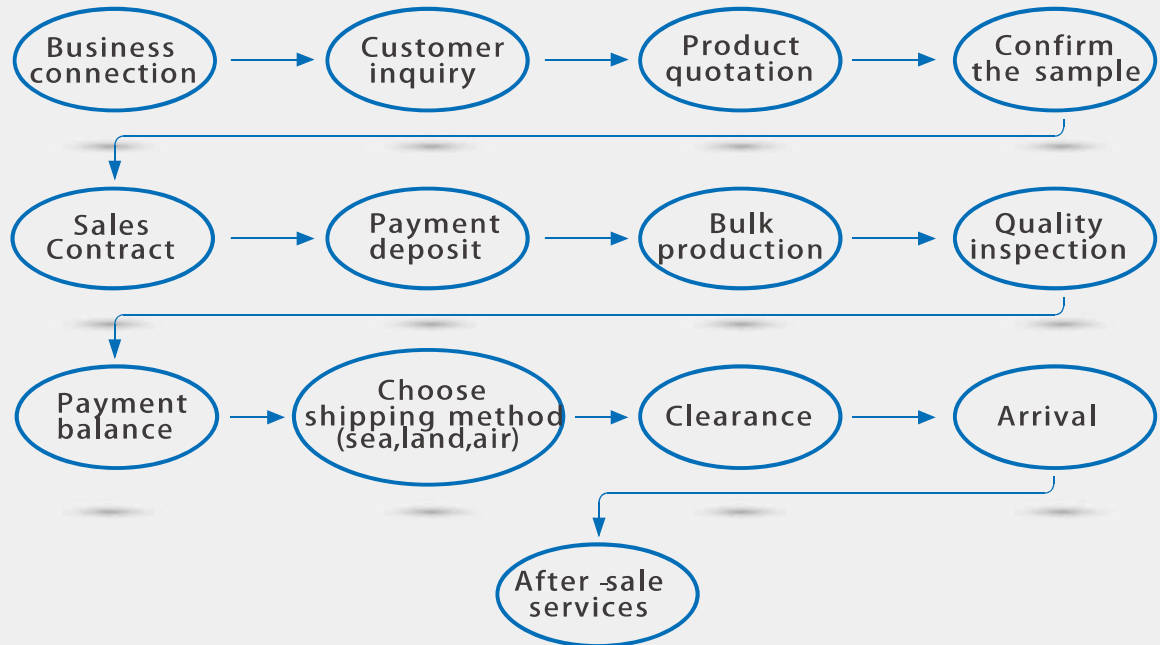 Business
connection
Customer
inquiry
Product
quotation
Confirm
the sample
Sales
Contract
Payment
deposit
Bulk
production
Quality
inspection
Payment
balance
Choose
shipping method
(sea,land,air)
Clearance
Arrival
After -sale
services